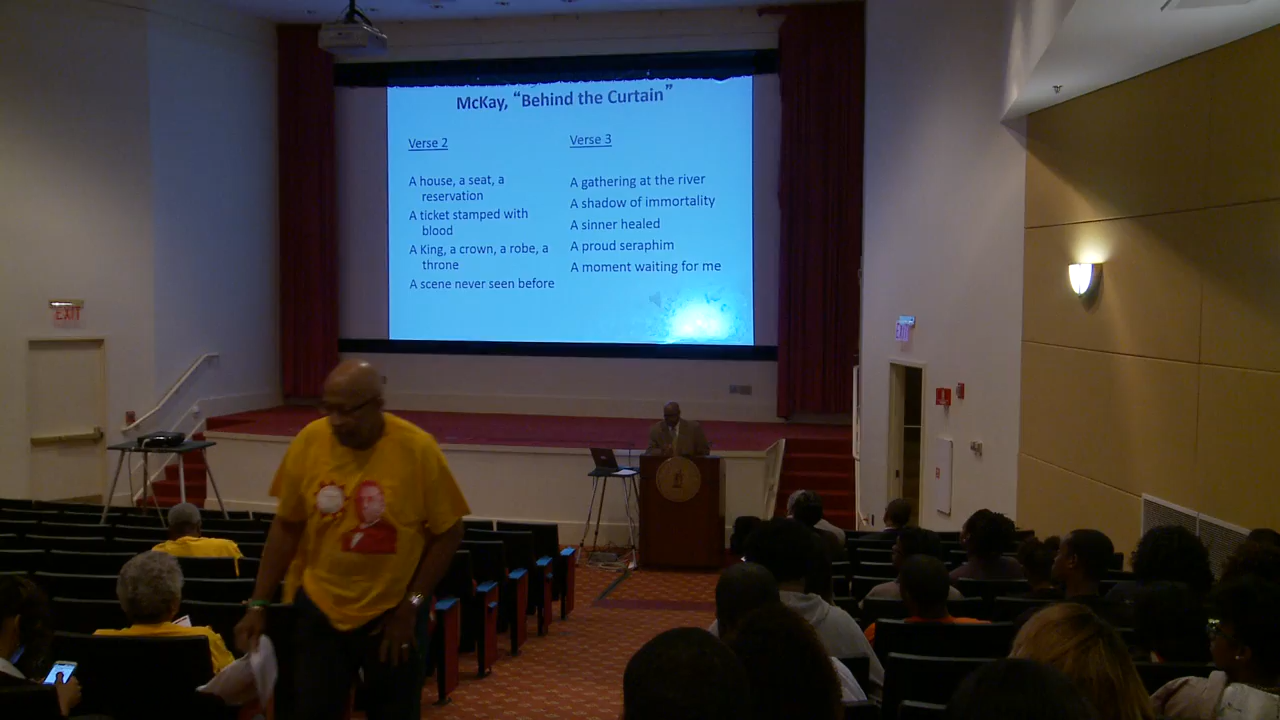 McKay, “Behind the Curtain”
Verse 2
A house, a seat, a
reservation
A ticket stamped with
blood
A King, a crown, a robe, a
throne
A scene never seen before
Verse 3
A gathering at the river
A shadow of immortality
A sinner healed
A proud seraphim
A moment waiting for me
EXIT
EXIT